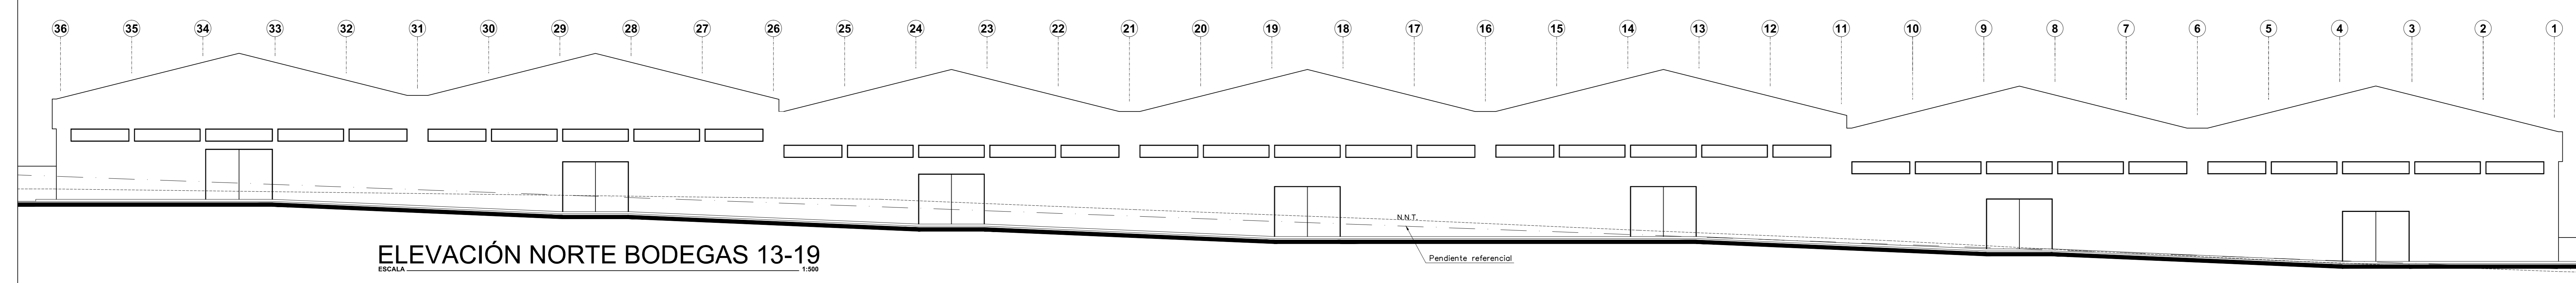 36 35 34 33 32 31 30 29 28 27 26 25 24 23 22 21 20 19 18 17 16 15 14 13 12 11 10 9 8 7 6 5 4 3 2 1
N.N.T.
Pendiente referencial
ELEVACIÓN NORTE BODEGAS 13-19
ESCALA 1:500